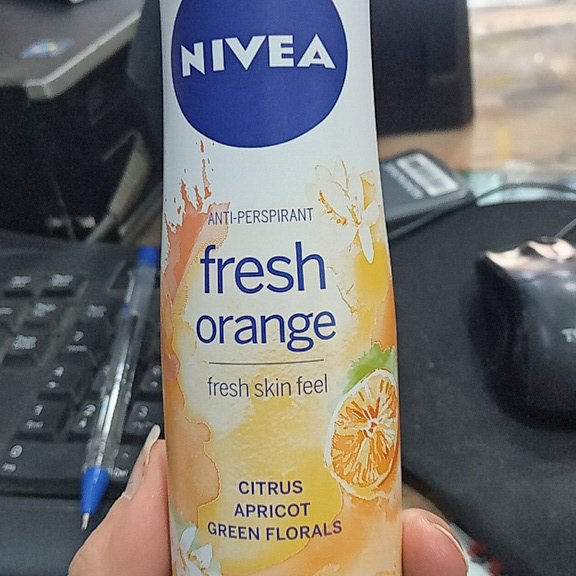 NIVEA
ANTI-PERSPIRANT
fresh
orange
fresh skin feel
CITRUS
APRICOT
GREEN FLORALS